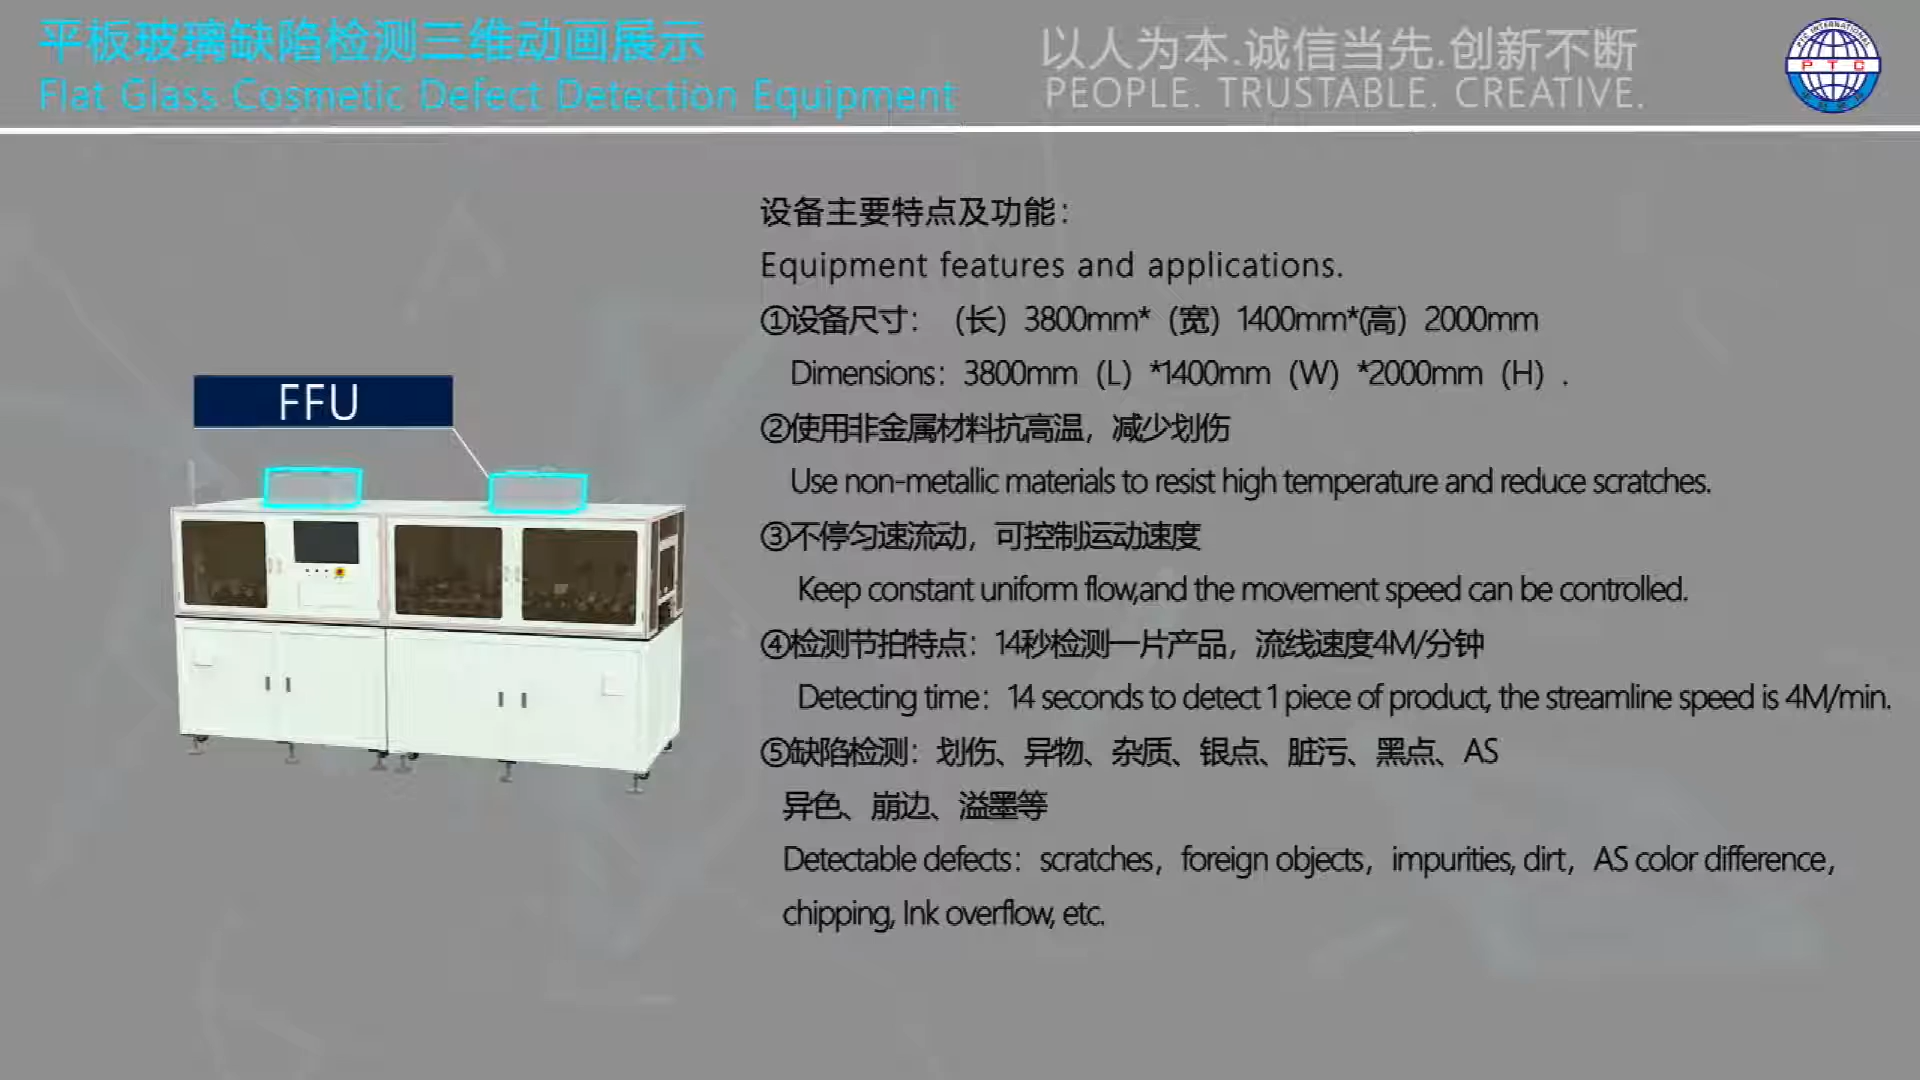 平板玻璃缺陷检测三维动画展示
Flat Glass Cosmetic Defect Detection Equipment
以人为本.诚信当先.创新不断
PEOPLE. TRUSTABLE. CREATIVE.
PTC INTERNATIONAL
P T C
FFU
设备主要特点及功能：
Equipment features and applications.
①设备尺寸：（长）3800mm*（宽）1400mm*(高）2000mm
Dimensions：3800mm（L）*1400mm（W）*2000mm（H）.
②使用非金属材料抗高温，减少划伤
Use non-metallic materials to resist high temperature and reduce scratches.
③不停匀速流动，可控制运动速度
Keep constant uniform flow,and the movement speed can be controlled.
④检测节拍特点：14秒检测一片产品，流线速度4M/分钟
Detecting time：14 seconds to detect 1 piece of product, the streamline speed is 4M/min.
⑤缺陷检测：划伤、异物、杂质、银点、脏污、黑点、AS
异色、崩边、溢墨等
Detectable defects：scratches，foreign objects，impurities, dirt，AS color difference，
chipping, Ink overflow, etc.